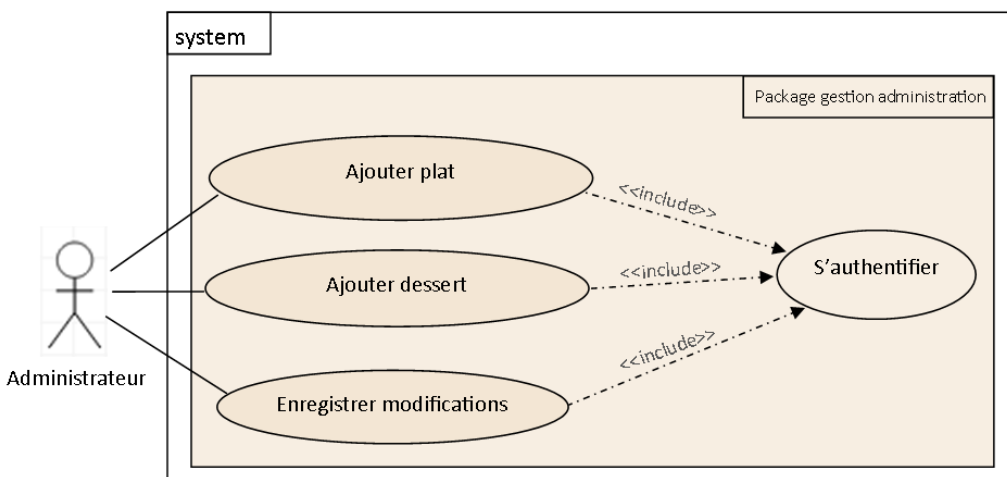 system
Package gestion administration
Ajouter plat
<<include>>
S'authentifier
Ajouter dessert
<<include>>
<<include>>
Administrateur
Enregistrer modifications